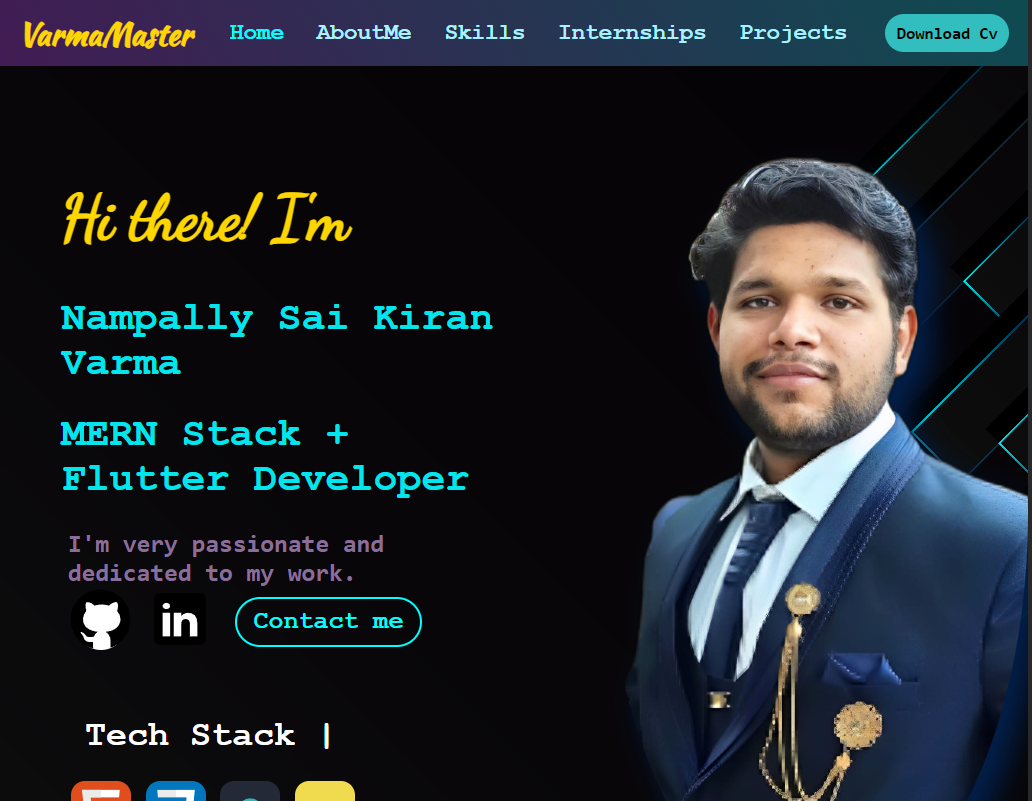 VarmaMaster Home AboutMe Skills Internships Projects Download Cv
Hi there! I'm
Nampally Sai Kiran
Varma
MERN Stack +
Flutter Developer
I'm very passionate and
dedicated to my work.
in Contact me
Tech Stack |